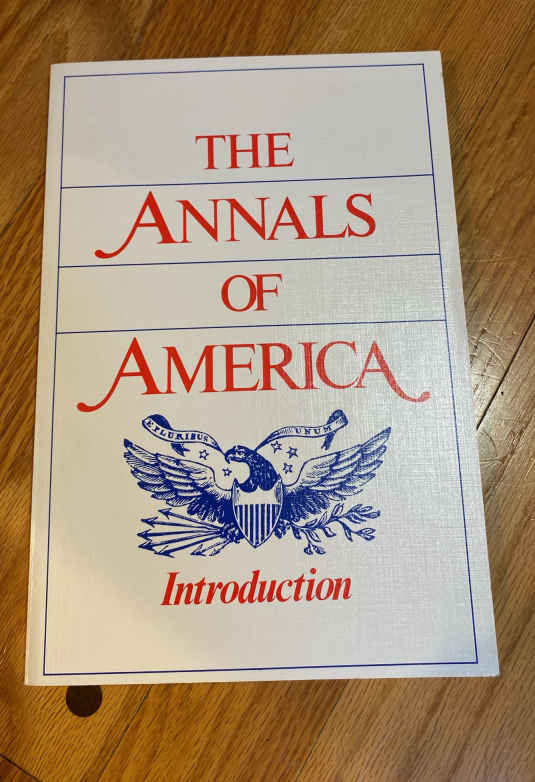 THE
ANNALS
OF
AMERICA
E PLURIBUS UNUM
Introduction